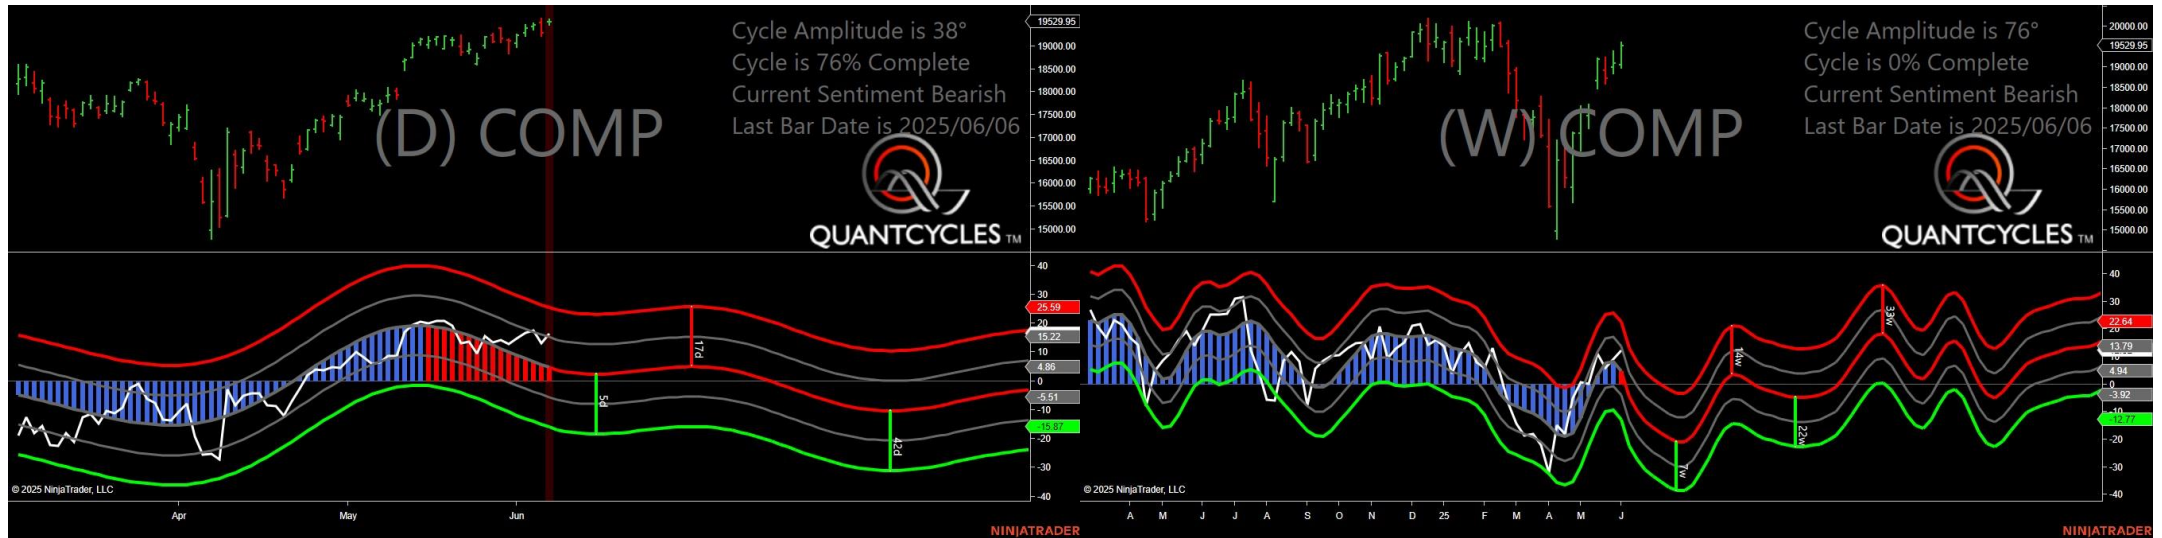 Cycle Amplitude is 38°
Cycle is 76% Complete
Current Sentiment Bearish
Last Bar Date is 2025/06/06
(D) COMP
QUANTCYCLES TM
19529.95
19000.00
18500.00
18000.00
17500.00
17000.00
16500.00
16000.00
15500.00
15000.00
40
30
25.59
20
15.22
10
4.86
0
-5.51
-10
-15.87
-20
-30
-40
5d
17d
42d
© 2025 NinjaTrader, LLC
Apr May Jun
NINJATRADER
Cycle Amplitude is 76°
Cycle is 0% Complete
Current Sentiment Bearish
Last Bar Date is 2025/06/06
(W) COMP
QUANTCYCLES TM
20000.00
19529.95
19000.00
18500.00
18000.00
17500.00
17000.00
16500.00
16000.00
15500.00
15000.00
40
30
22.64
20
13.79
10
4.94
0
-3.92
-10
-12.77
-20
-30
-40
7w
14w
22w
33w
© 2025 NinjaTrader, LLC
A M J J A S O N D 25 F M A M J
NINJATRADER